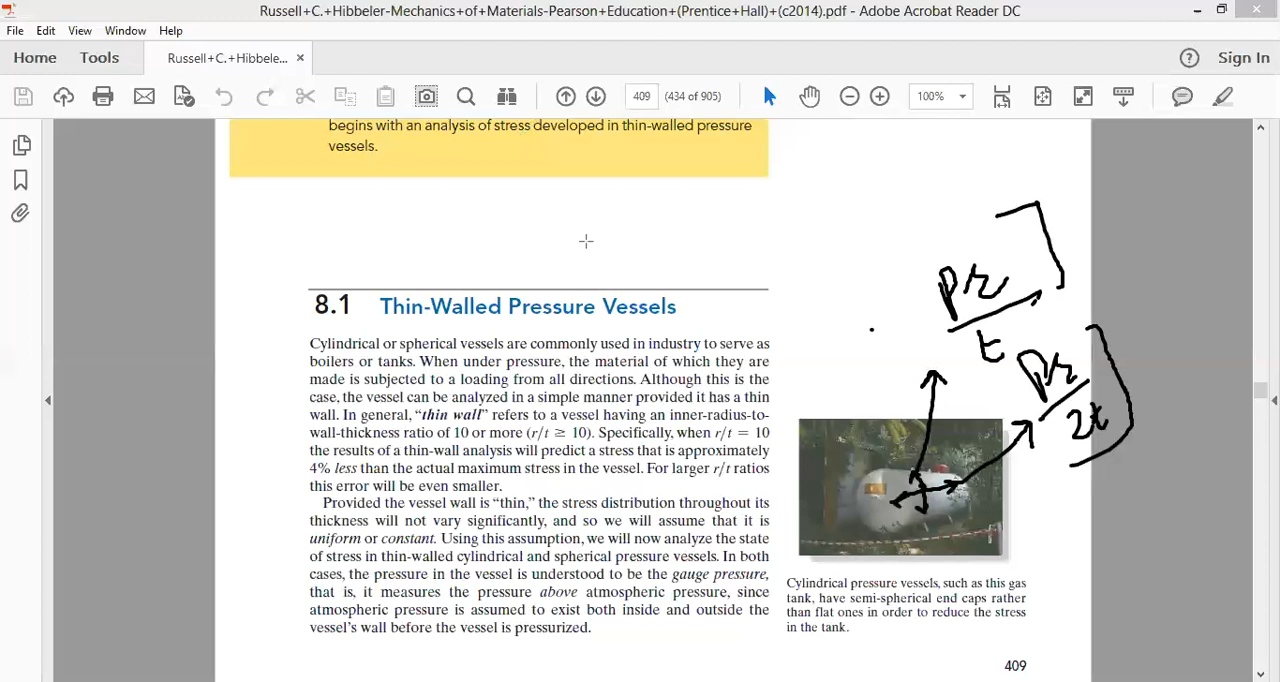 Russell+C.+Hibbeler-Mechanics+of+Materials-Pearson+Education+(Prentice+Hall)+(c2014).pdf - Adobe Acrobat Reader DC
File Edit View Window Help
Home Tools Russell+C.+Hibbele... × ? Sign In
409 (434 of 905) 100%
begins with an analysis of stress developed in thin-walled pressure
vessels.
8.1 Thin-Walled Pressure Vessels
Cylindrical or spherical vessels are commonly used in industry to serve as
boilers or tanks. When under pressure, the material of which they are
made is subjected to a loading from all directions. Although this is the
case, the vessel can be analyzed in a simple manner provided it has a thin
wall. In general, “thin wall” refers to a vessel having an inner-radius-to-
wall-thickness ratio of 10 or more (r/t ≥ 10). Specifically, when r/t = 10
the results of a thin-wall analysis will predict a stress that is approximately
4% less than the actual maximum stress in the vessel. For larger r/t ratios
this error will be even smaller.
Provided the vessel wall is “thin,” the stress distribution throughout its
thickness will not vary significantly, and so we will assume that it is
uniform or constant. Using this assumption, we will now analyze the state
of stress in thin-walled cylindrical and spherical pressure vessels. In both
cases, the pressure in the vessel is understood to be the gauge pressure,
that is, it measures the pressure above atmospheric pressure, since
atmospheric pressure is assumed to exist both inside and outside the
vessel’s wall before the vessel is pressurized.
pr
t
pr
2t
Cylindrical pressure vessels, such as this gas
tank, have semi-spherical end caps rather
than flat ones in order to reduce the stress
in the tank.
409